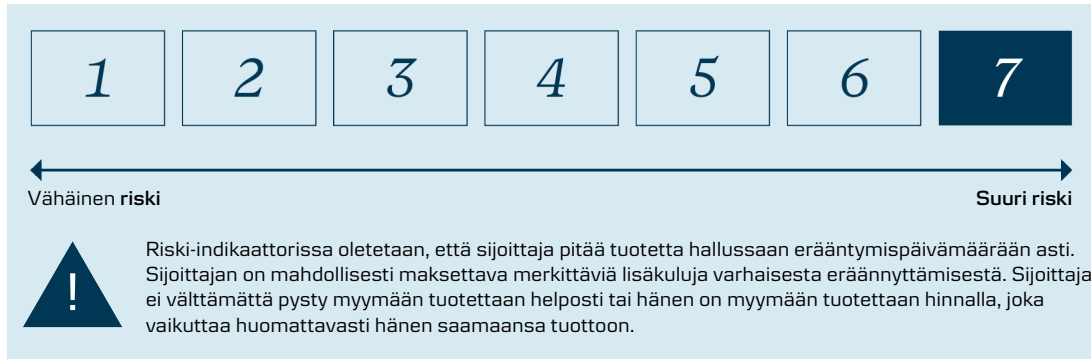 1 2 3 4 5 6 7
Vähäinen riski Suuri riski
! Riski-indikaattorissa oletetaan, että sijoittaja pitää tuotetta hallussaan erääntymispäivämäärään asti.
Sijoittajan on mahdollisesti maksettava merkittäviä lisäkuluja varhaisesta eräännyttämisestä. Sijoittaja
ei välttämättä pysty myymään tuotettaan helposti tai hänen on myymään tuotettaan hinnalla, joka
vaikuttaa huomattavasti hänen saamaansa tuottoon.